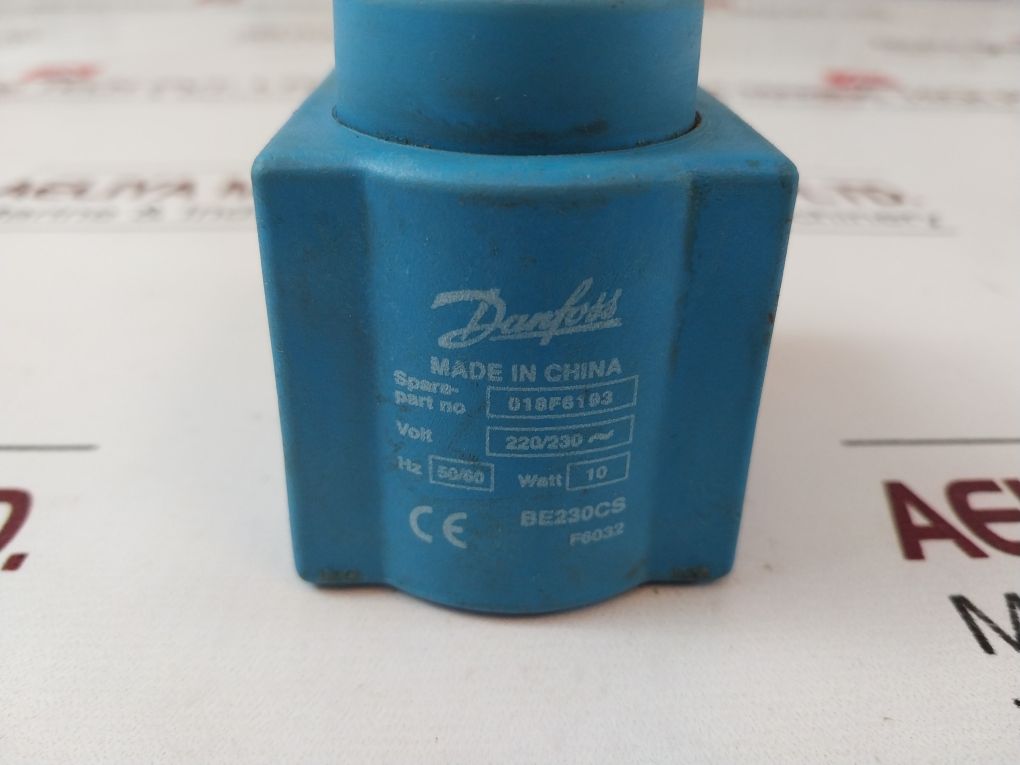 Danfoss
MADE IN CHINA
Spare-
part no 018F6193
Volt 220/230 ~
Hz 50/60 Watt 10
CE BE230CS
F6032